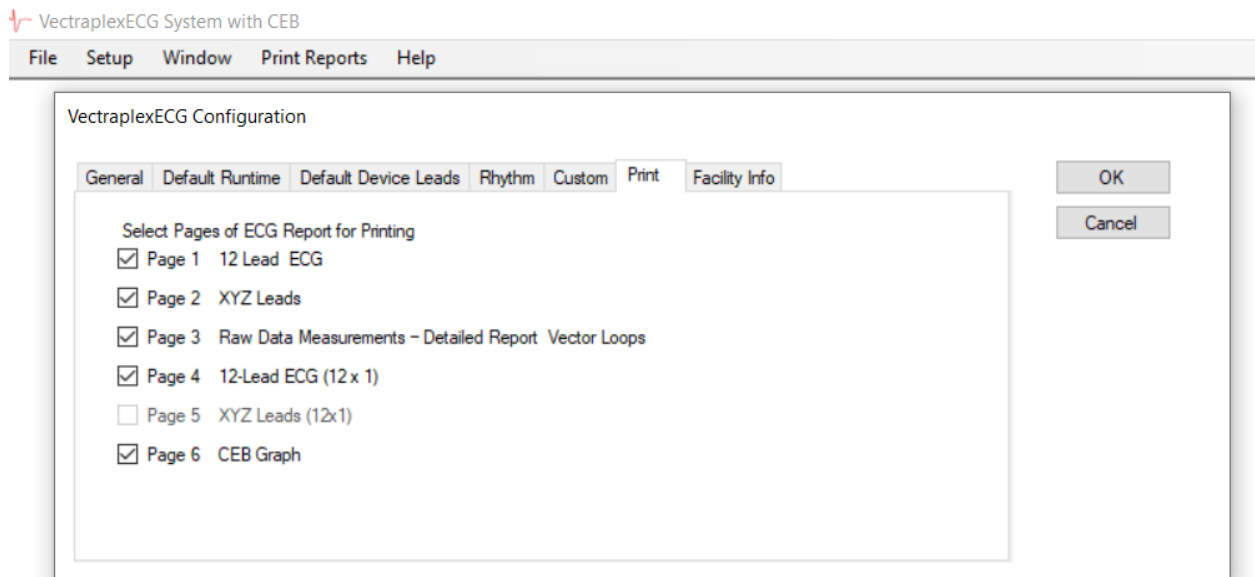 VectraplexECG System with CEB
File Setup Window Print Reports Help
VectraplexECG Configuration
General Default Runtime Default Device Leads Rhythm Custom Print Facility Info
OK
Cancel
Select Pages of ECG Report for Printing
Page 1 12 Lead ECG
Page 2 XYZ Leads
Page 3 Raw Data Measurements – Detailed Report Vector Loops
Page 4 12-Lead ECG (12 x 1)
Page 5 XYZ Leads (12x1)
Page 6 CEB Graph